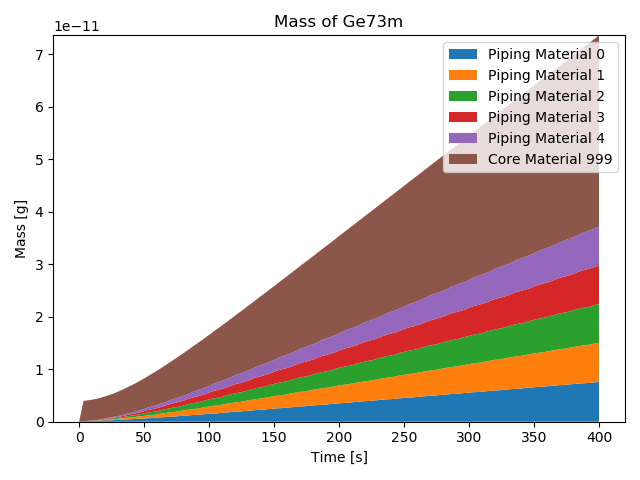 Mass of Ge73m
1e−11
7
6
5
4
3
2
1
0
Mass [g]
0
50
100
150
200
250
300
350
400
Time [s]
Piping Material 0
Piping Material 1
Piping Material 2
Piping Material 3
Piping Material 4
Core Material 999